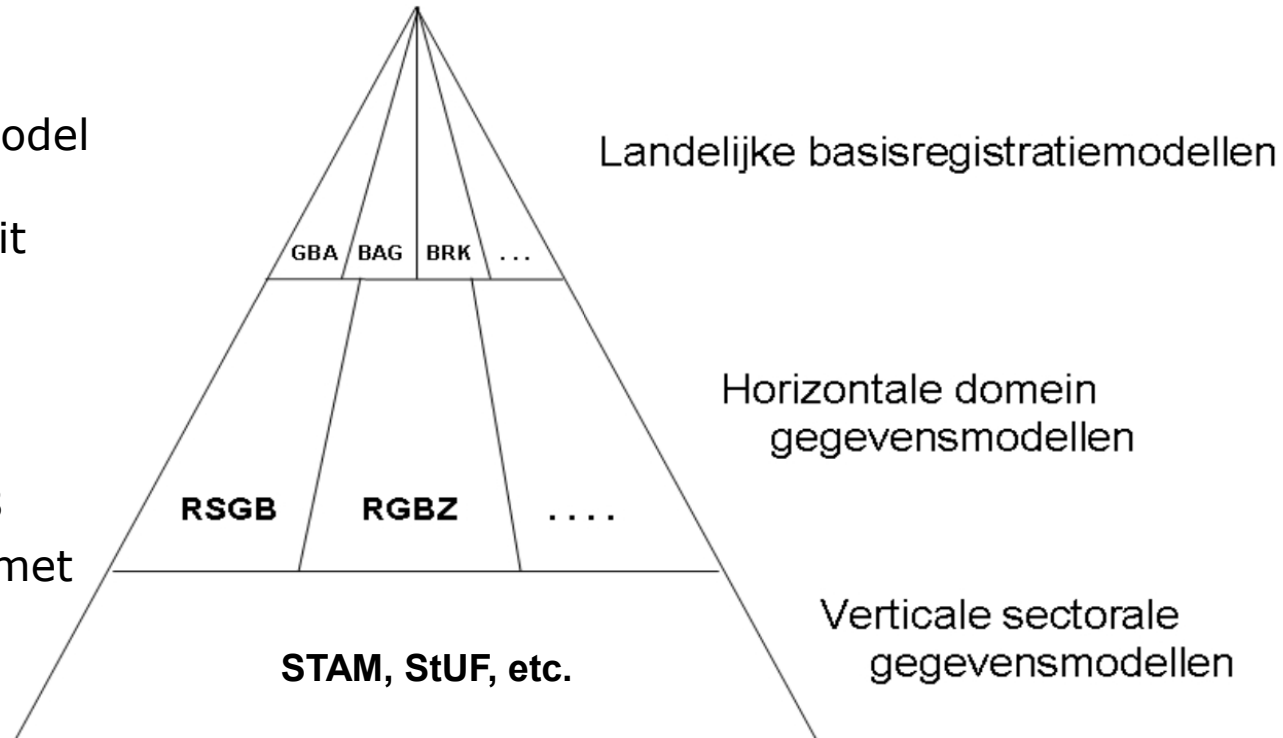 odel
it
met
Landelijke basisregistratiemodellen
GBA BAG BRK ...
Horizontale domein
gegevensmodellen
RSGB RGBZ ....
Verticale sectorale
gegevensmodellen
STAM, StUF, etc.